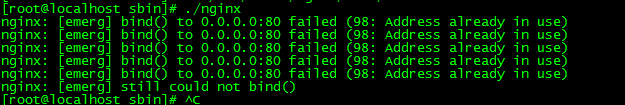 [root@localhost sbin]# ./nginx
nginx: [emerg] bind() to 0.0.0.0:80 failed (98: Address already in use)
nginx: [emerg] bind() to 0.0.0.0:80 failed (98: Address already in use)
nginx: [emerg] bind() to 0.0.0.0:80 failed (98: Address already in use)
nginx: [emerg] bind() to 0.0.0.0:80 failed (98: Address already in use)
nginx: [emerg] bind() to 0.0.0.0:80 failed (98: Address already in use)
nginx: [emerg] still could not bind()
[root@localhost sbin]# ^C